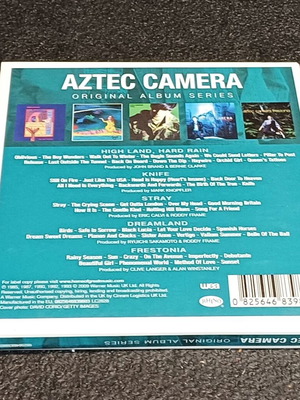 AZTEC CAMERA
ORIGINAL ALBUM SERIES
HIGH LAND, HARD RAIN
Oblivious - The Boy Wonders - Walk Out To Winter - The Bugle Sounds Again - We Could Send Letters - Pillar To Post
Release - Lost Outside The Tunnel - Back On Board - Down The Dip - Haywire - Orchid Girl - Queen's Tattoos
Produced by JOHN BRAND & BERNIE CLARKE
KNIFE
Still On Fire - Just Like The USA - Head Is Happy (Heart's Insane) - Back Door To Heaven
All I Need Is Everything - Backwards And Forwards - The Birth Of The True - Knife
Produced by MARK KNOPFLER
STRAY
Stray - The Crying Scene - Get Outta London - Over My Head - Good Morning Britain
How It Is - The Gentle Kind - Notting Hill Blues - Song For A Friend
Produced by ERIC CALVI & RODDY FRAME
DREAMLAND
Birds - Safe In Sorrow - Black Lucia - Let Your Love Decide - Spanish Horses
Dream Sweet Dreams - Pianos And Clocks - Sister Ann - Vertigo - Valium Summer - Belle Of The Ball
Produced by RYUICHI SAKAMOTO & RODDY FRAME
FRESTONIA
Rainy Season - Sun - Crazy - On The Avenue - Imperfectly - Debutante
Beautiful Girl - Phenomenal World - Method Of Love - Sunset
Produced by CLIVE LANGER & ALAN WINSTANLEY
wea
rhino
0 825646 839
EC CAMERA ORIGINAL ALBUM SERIES